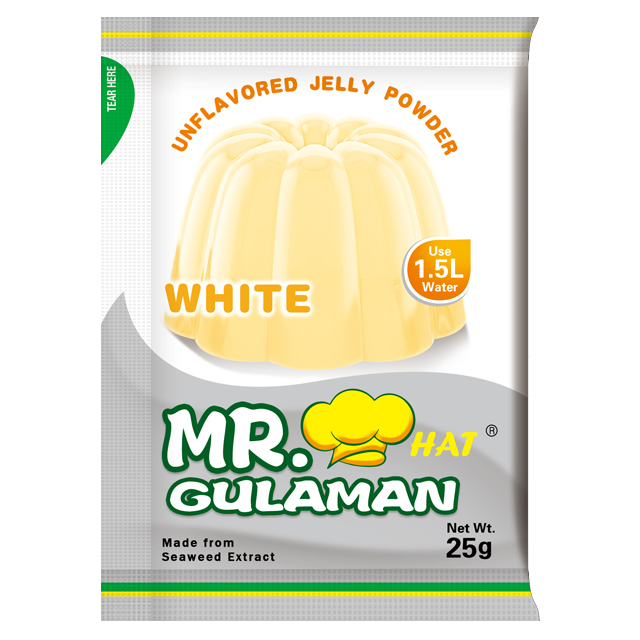 TEAR HERE
UNFLAVORED JELLY POWDER
Use
1.5L
Water
WHITE
MR. HAT ®
GULAMAN
Made from
Seaweed Extract
Net Wt.
25g